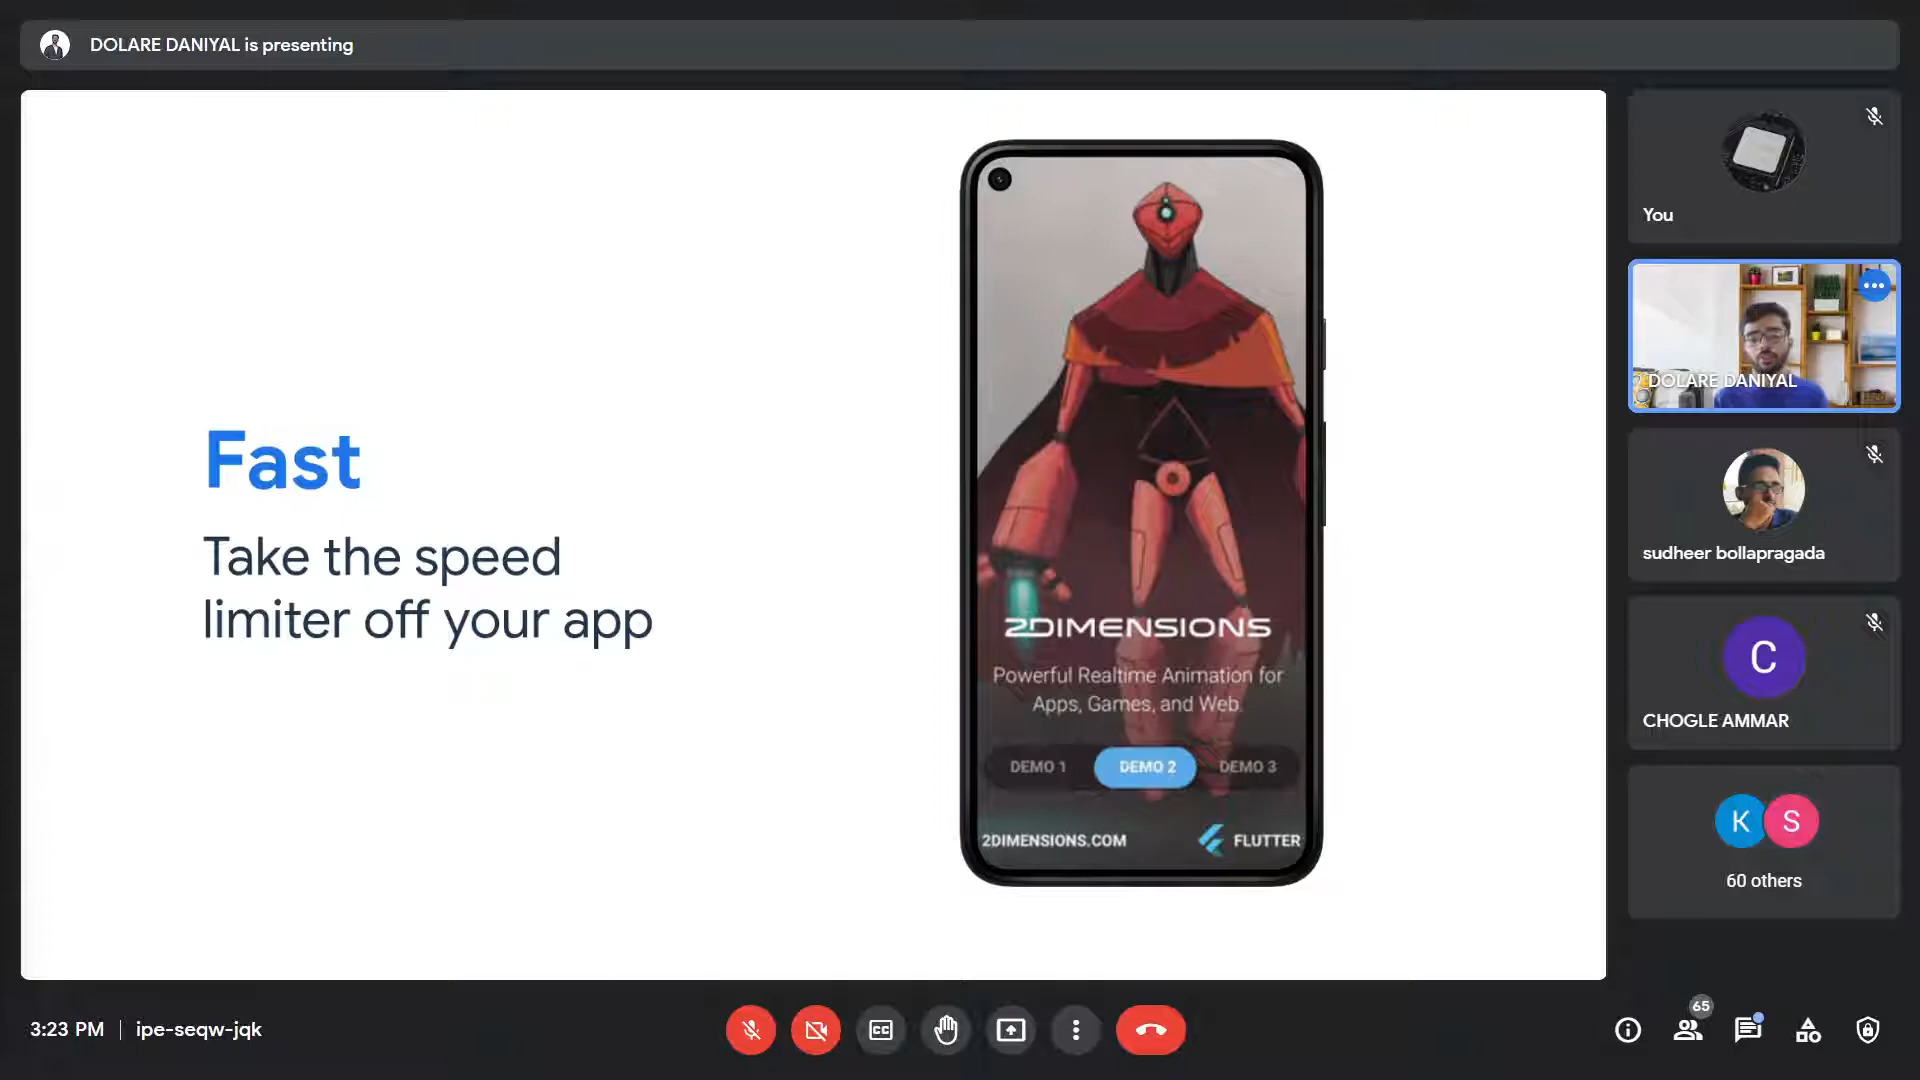 DOLARE DANIYAL is presenting
Fast
Take the speed
limiter off your app
2DIMENSIONS
Powerful Realtime Animation for
Apps, Games, and Web.
DEMO 1
DEMO 2
DEMO 3
2DIMENSIONS.COM
FLUTTER
You
DOLARE DANIYAL
sudheer bollapragada
C
CHOGLE AMMAR
K
S
60 others
3:23 PM
ipe-seqw-jqk
CC
65